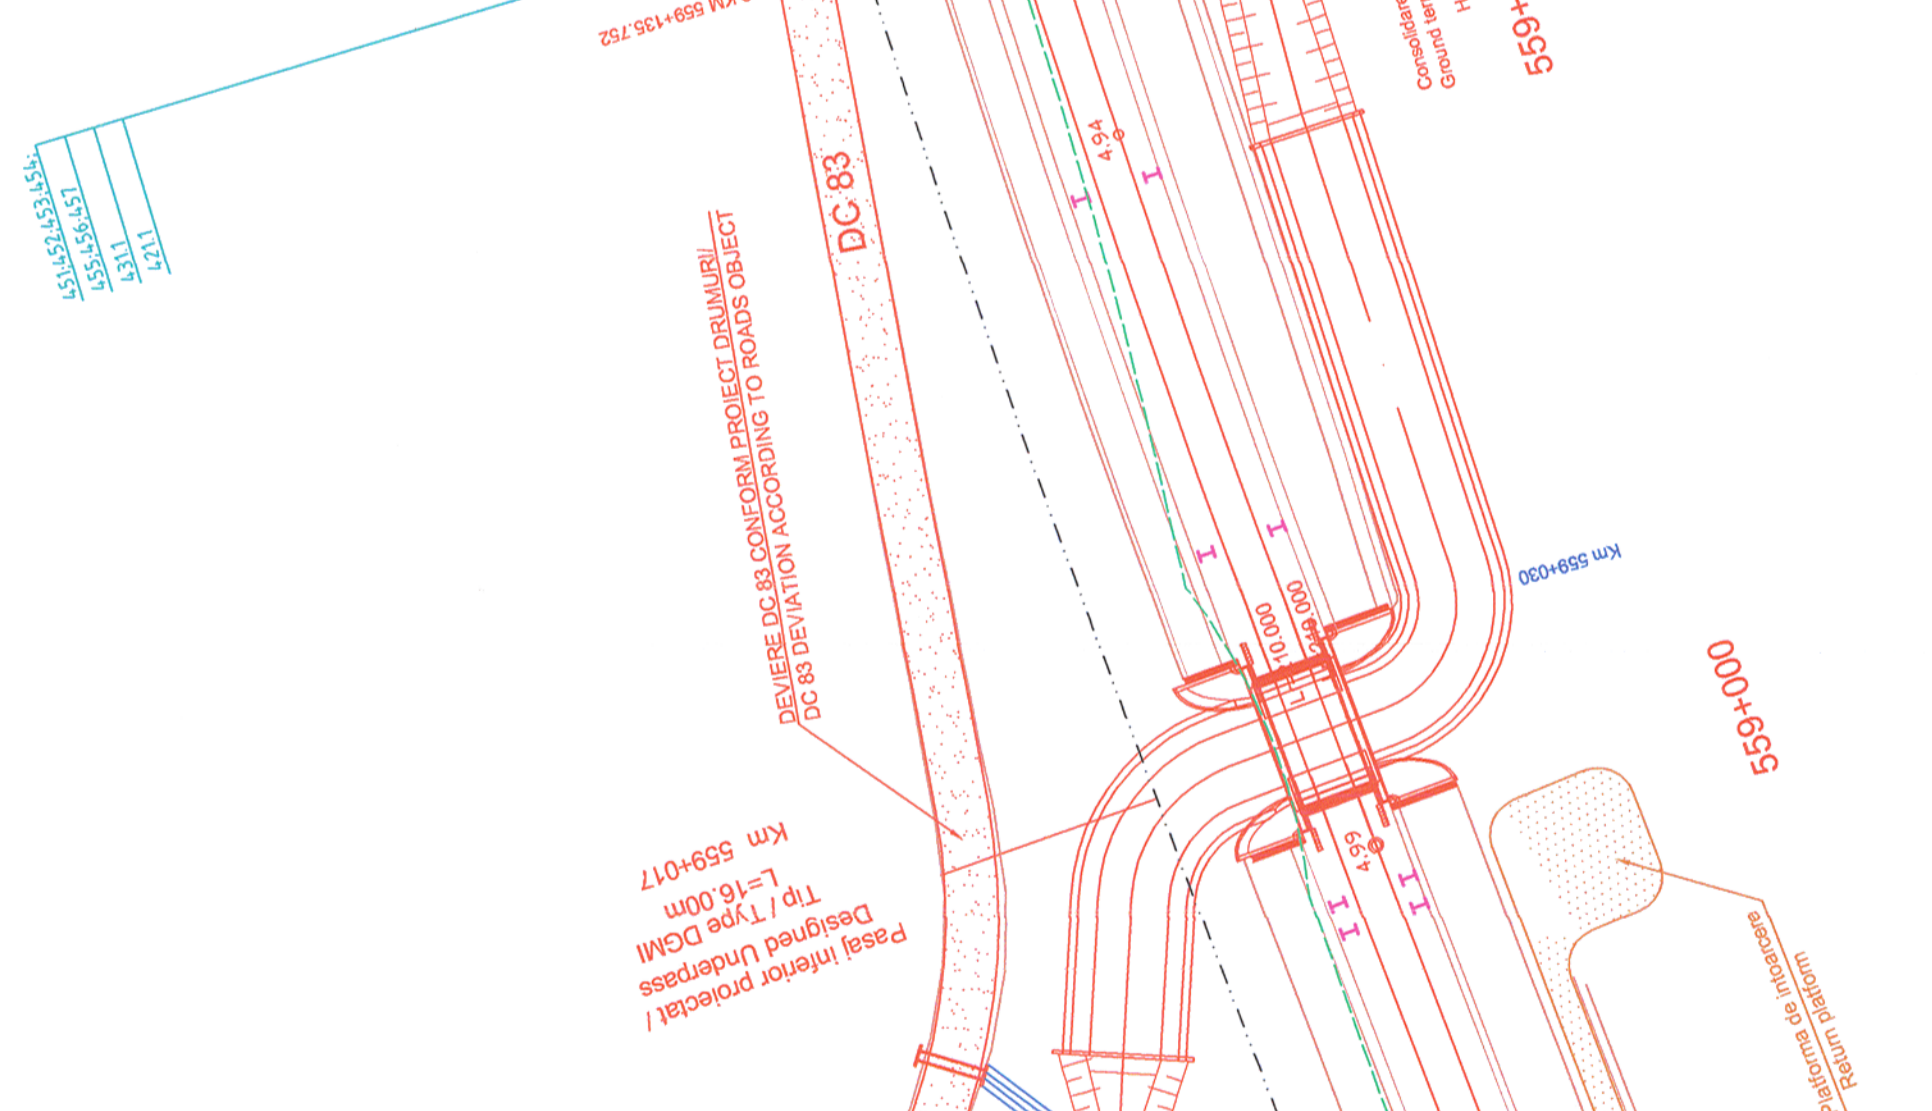 KM 559+135.752
451;452;453;454;
455;456;457
431.1
421.1
DC 83
DEVIERE DC 83 CONFORM PROIECT DRUMURI/
DC 83 DEVIATION ACCORDING TO ROADS OBJECT
4.94
I
I
Consolidare
Ground
559+
H
I
I
10.000
10.000
L
Km 559+030
559+000
4.99
I
I
I
I
Pasaj inferior proiectat /
Designed Underpass
Tip / Type DGMI
L=16.00m
Km 559+017
Platforma de intoarcere
Return platform